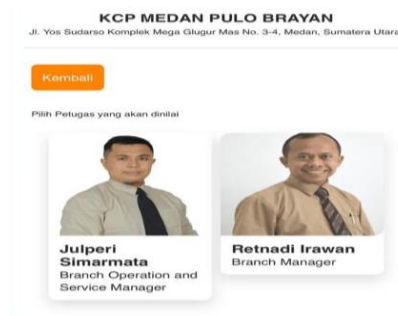 KCP MEDAN PULO BRAYAN
Jl. Yos Sudarso Komplek Mega Glugur Mas No. 3-4, Medan, Sumatera Utara
Kembali
Pilih Petugas yang akan dinilai
Julperi
Simarmata
Branch Operation and
Service Manager
Retnadi Irawan
Branch Manager